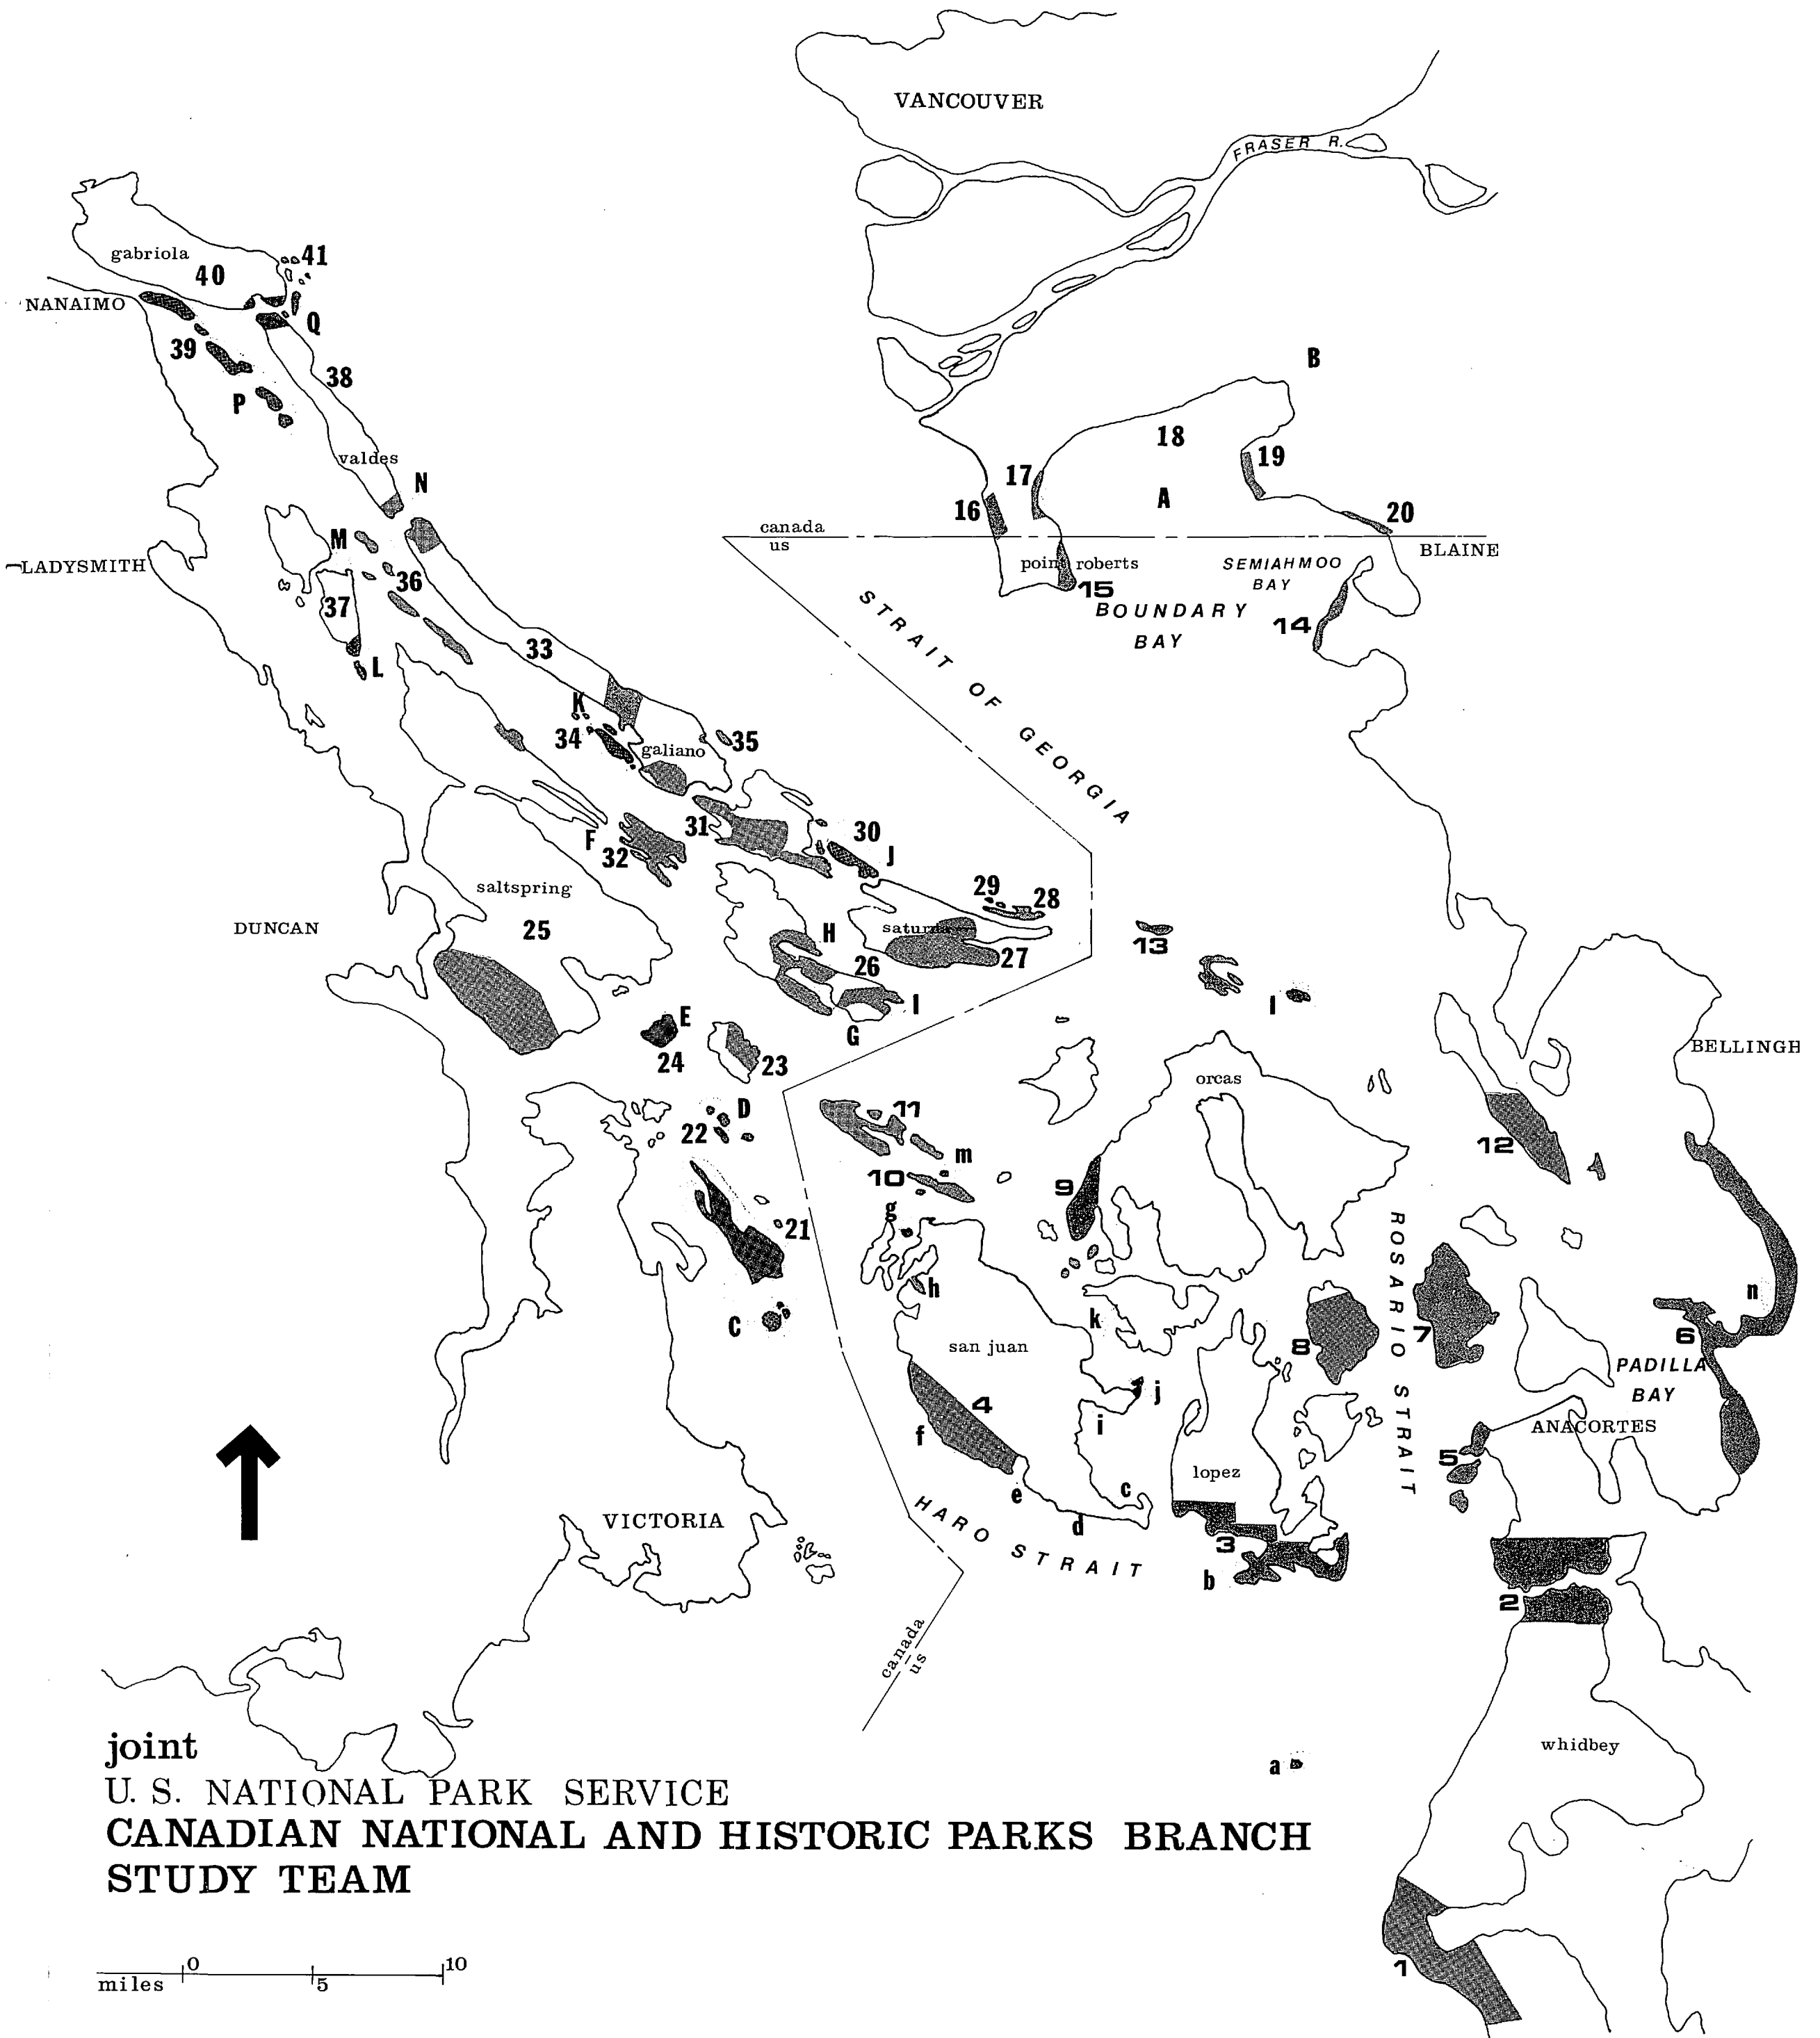 VANCOUVER
FRASER R.
gabriola
41
40
NANAIMO
Q
39
38
B
P
18
valdes
19
17
N
A
16
20
canada
us
M
BLAINE
LADYSMITH
point roberts
SEMIAHMOO
BAY
36
15
37
BOUNDARY
BAY
14
STRAIT OF GEORGIA
33
L
K
34
35
galiano
31
30
F
32
J
saltspring
29
28
25
DUNCAN
H
saturna
13
26
27
I
l
E
G
24
23
BELLINGH
orcas
D
11
22
12
m
10
9
g
21
ROSARIO STRAIT
h
n
C
k
san juan
8
7
6
PADILLA
BAY
j
4
f
i
ANACORTES
5
lopez
e
c
HARO STRAIT
d
VICTORIA
3
b
2
canada
us
whidbey
a
joint
U. S. NATIONAL PARK SERVICE
CANADIAN NATIONAL AND HISTORIC PARKS BRANCH
STUDY TEAM
1
0
10
miles
5